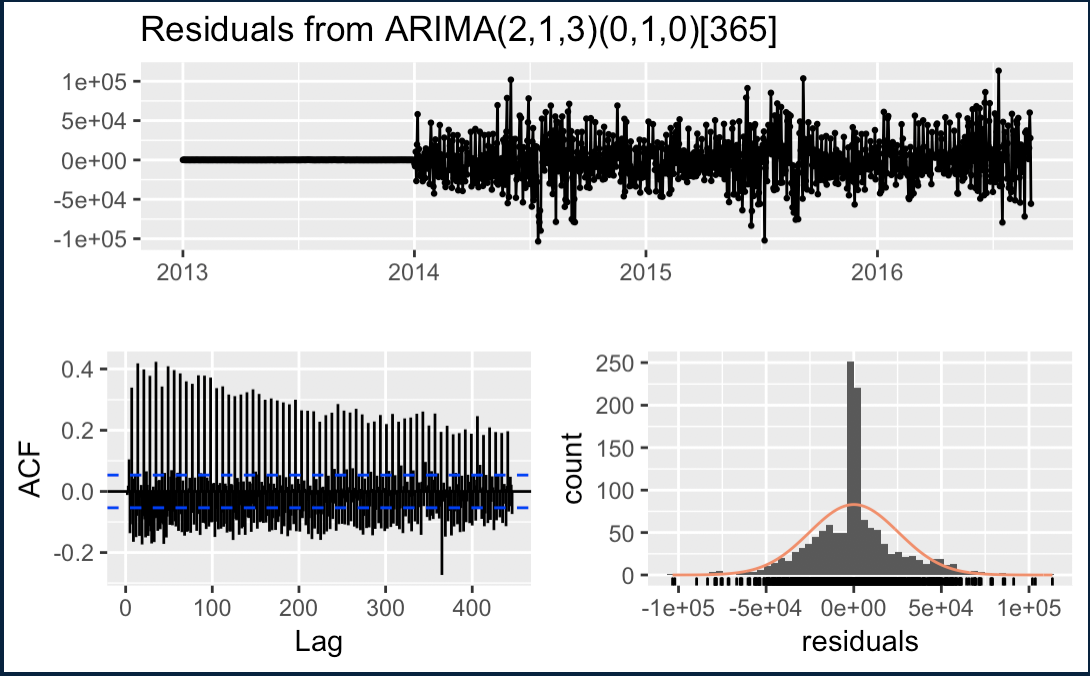 Residuals from ARIMA(2,1,3)(0,1,0)[365]
1e+05
5e+04
0e+00
-5e+04
-1e+05
2013 2014 2015 2016
ACF
0.4
0.2
0.0
-0.2
0 100 200 300 400
Lag
count
250
200
150
100
50
0
-1e+05 -5e+04 0e+00 5e+04 1e+05
residuals